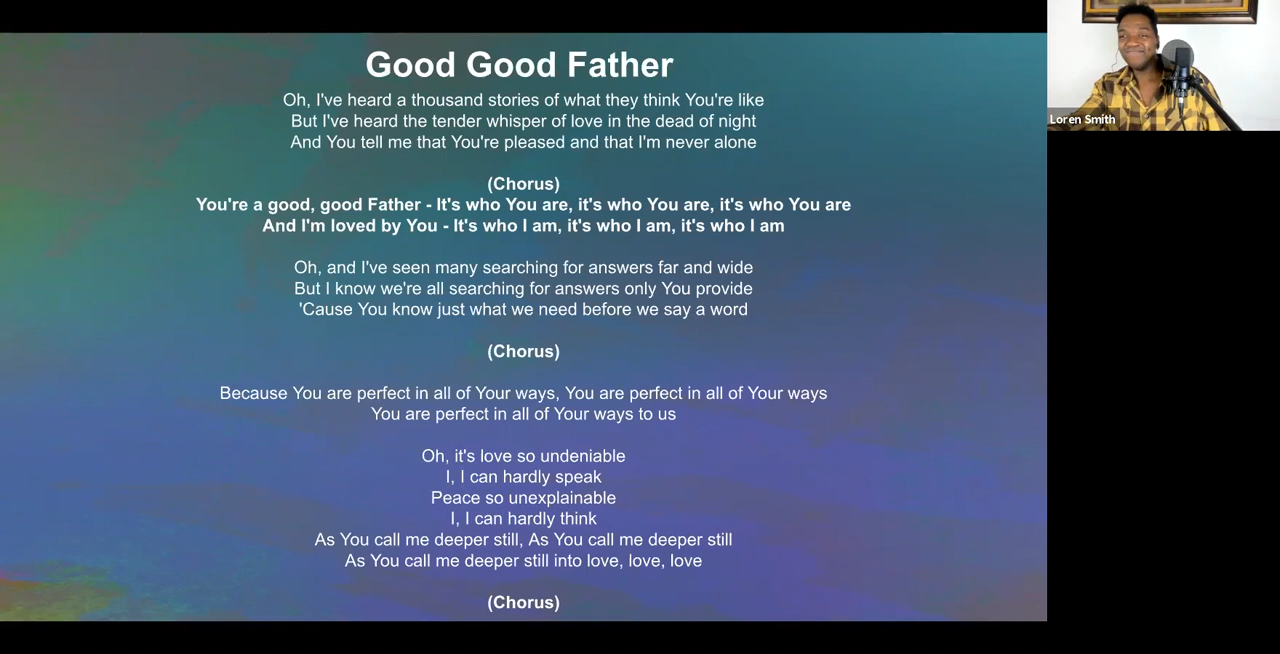 Good Good Father
Oh, I've heard a thousand stories of what they think You're like
But I've heard the tender whisper of love in the dead of night
And You tell me that You're pleased and that I'm never alone
(Chorus)
You're a good, good Father - It's who You are, it's who You are, it's who You are
And I'm loved by You - It's who I am, it's who I am, it's who I am
Oh, and I've seen many searching for answers far and wide
But I know we're all searching for answers only You provide
'Cause You know just what we need before we say a word
(Chorus)
Because You are perfect in all of Your ways, You are perfect in all of Your ways
You are perfect in all of Your ways to us
Oh, it's love so undeniable
I, I can hardly speak
Peace so unexplainable
I, I can hardly think
As You call me deeper still, As You call me deeper still
As You call me deeper still into love, love, love
(Chorus)
Loren Smith